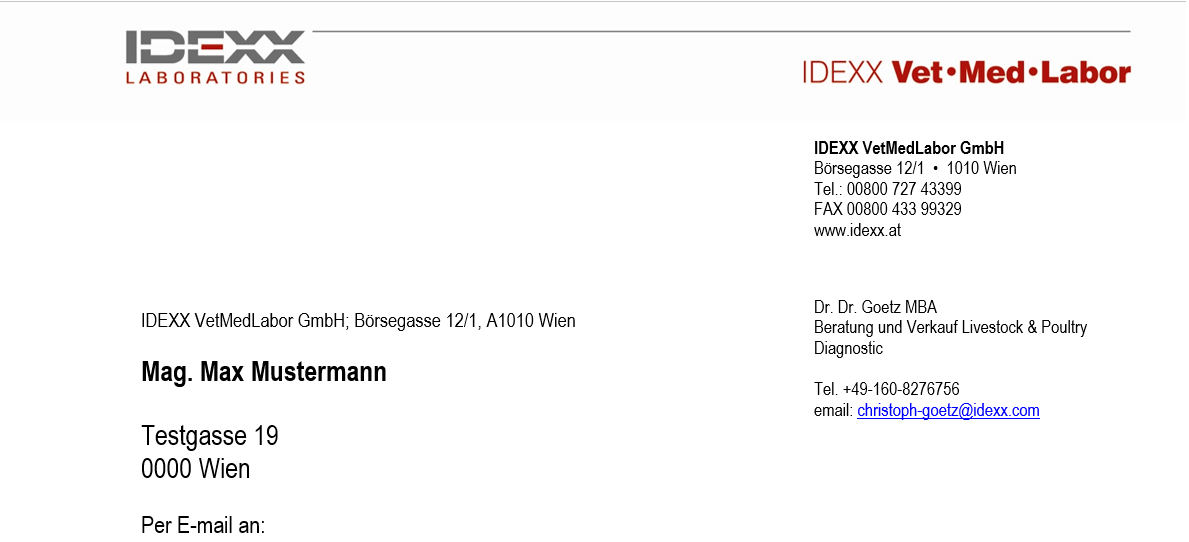 IDEXX
LABORATORIES
IDEXX Vet•Med•Labor
IDEXX VetMedLabor GmbH
Börsegasse 12/1 • 1010 Wien
Tel.: 00800 727 43399
FAX 00800 433 99329
www.idexx.at
Dr. Dr. Goetz MBA
Beratung und Verkauf Livestock & Poultry
Diagnostic
Tel. +49-160-8276756
email: christoph-goetz@idexx.com
IDEXX VetMedLabor GmbH; Börsegasse 12/1, A1010 Wien
Mag. Max Mustermann
Testgasse 19
0000 Wien
Per E-mail an: